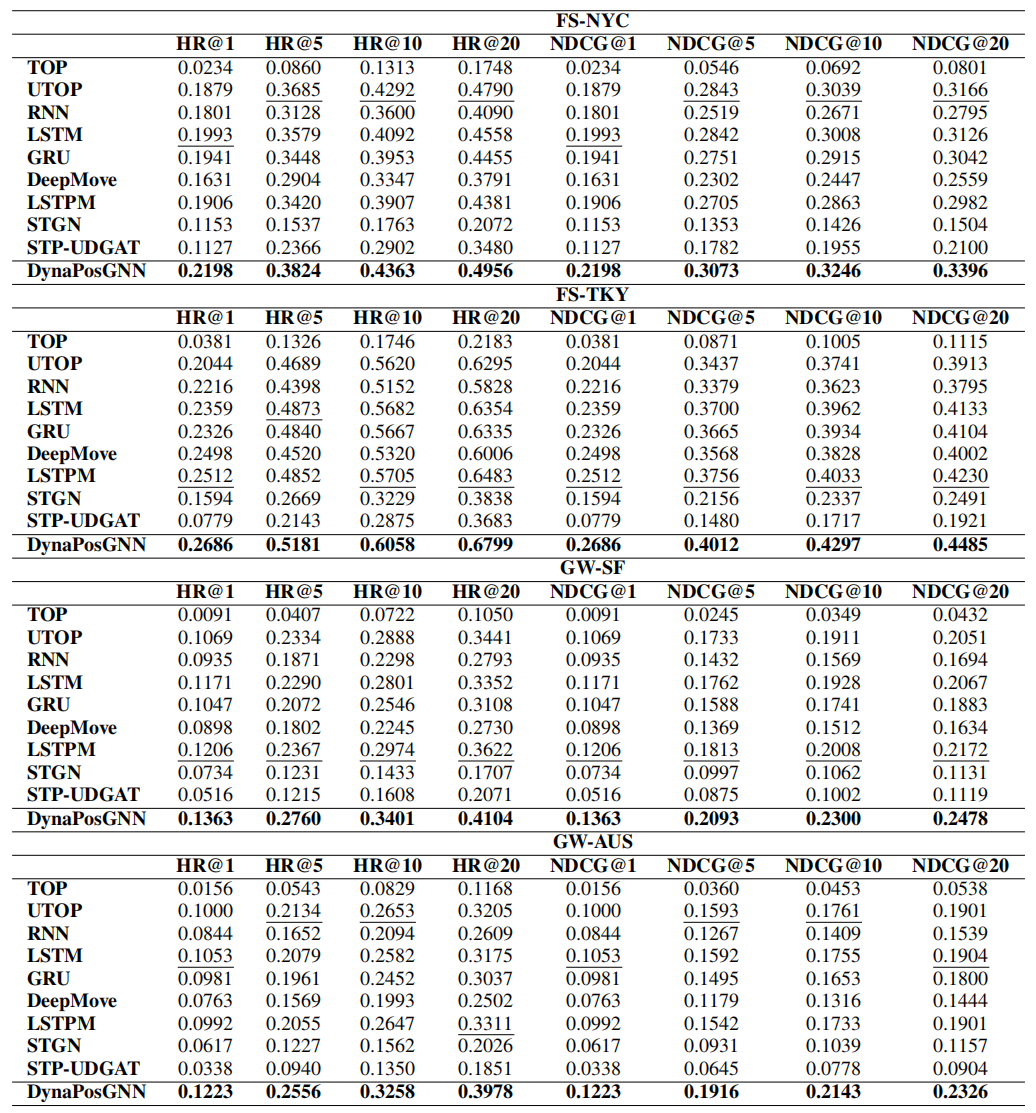 FS-NYC
HR@1 HR@5 HR@10 HR@20 NDCG@1 NDCG@5 NDCG@10 NDCG@20
TOP 0.0234 0.0860 0.1313 0.1748 0.0234 0.0546 0.0692 0.0801
UTOP 0.1879 0.3685 0.4292 0.4790 0.1879 0.2843 0.3039 0.3166
RNN 0.1801 0.3128 0.3600 0.4090 0.1801 0.2519 0.2671 0.2795
LSTM 0.1993 0.3579 0.4092 0.4558 0.1993 0.2842 0.3008 0.3126
GRU 0.1941 0.3448 0.3953 0.4455 0.1941 0.2751 0.2915 0.3042
DeepMove 0.1631 0.2904 0.3347 0.3791 0.1631 0.2302 0.2447 0.2559
LSTPM 0.1906 0.3420 0.3907 0.4381 0.1906 0.2705 0.2863 0.2982
STGN 0.1153 0.1537 0.1763 0.2072 0.1153 0.1353 0.1426 0.1504
STP-UDGAT 0.1127 0.2366 0.2902 0.3480 0.1127 0.1782 0.1955 0.2100
DynaPosGNN 0.2198 0.3824 0.4363 0.4956 0.2198 0.3073 0.3246 0.3396
FS-TKY
HR@1 HR@5 HR@10 HR@20 NDCG@1 NDCG@5 NDCG@10 NDCG@20
TOP 0.0381 0.1326 0.1746 0.2183 0.0381 0.0871 0.1005 0.1115
UTOP 0.2044 0.4689 0.5620 0.6295 0.2044 0.3437 0.3741 0.3913
RNN 0.2216 0.4398 0.5152 0.5828 0.2216 0.3379 0.3623 0.3795
LSTM 0.2359 0.4873 0.5682 0.6354 0.2359 0.3700 0.3962 0.4133
GRU 0.2326 0.4840 0.5667 0.6335 0.2326 0.3665 0.3934 0.4104
DeepMove 0.2498 0.4520 0.5320 0.6006 0.2498 0.3568 0.3828 0.4002
LSTPM 0.2512 0.4852 0.5705 0.6483 0.2512 0.3756 0.4033 0.4230
STGN 0.1594 0.2669 0.3229 0.3838 0.1594 0.2156 0.2337 0.2491
STP-UDGAT 0.0779 0.2143 0.2875 0.3683 0.0779 0.1480 0.1717 0.1921
DynaPosGNN 0.2686 0.5181 0.6058 0.6799 0.2686 0.4012 0.4297 0.4485
GW-SF
HR@1 HR@5 HR@10 HR@20 NDCG@1 NDCG@5 NDCG@10 NDCG@20
TOP 0.0091 0.0407 0.0722 0.1050 0.0091 0.0245 0.0349 0.0432
UTOP 0.1069 0.2334 0.2888 0.3441 0.1069 0.1733 0.1911 0.2051
RNN 0.0935 0.1871 0.2298 0.2793 0.0935 0.1432 0.1569 0.1694
LSTM 0.1171 0.2290 0.2801 0.3352 0.1171 0.1762 0.1928 0.2067
GRU 0.1047 0.2072 0.2546 0.3108 0.1047 0.1588 0.1741 0.1883
DeepMove 0.0898 0.1802 0.2245 0.2730 0.0898 0.1369 0.1512 0.1634
LSTPM 0.1206 0.2367 0.2974 0.3622 0.1206 0.1813 0.2008 0.2172
STGN 0.0734 0.1231 0.1433 0.1707 0.0734 0.0997 0.1062 0.1131
STP-UDGAT 0.0516 0.1215 0.1608 0.2071 0.0516 0.0875 0.1002 0.1119
DynaPosGNN 0.1363 0.2760 0.3401 0.4104 0.1363 0.2093 0.2300 0.2478
GW-AUS
HR@1 HR@5 HR@10 HR@20 NDCG@1 NDCG@5 NDCG@10 NDCG@20
TOP 0.0156 0.0543 0.0829 0.1168 0.0156 0.0360 0.0453 0.0538
UTOP 0.1000 0.2134 0.2653 0.3205 0.1000 0.1593 0.1761 0.1901
RNN 0.0844 0.1652 0.2094 0.2609 0.0844 0.1267 0.1409 0.1539
LSTM 0.1053 0.2079 0.2582 0.3175 0.1053 0.1592 0.1755 0.1904
GRU 0.0981 0.1961 0.2452 0.3037 0.0981 0.1495 0.1653 0.1800
DeepMove 0.0763 0.1569 0.1993 0.2502 0.0763 0.1179 0.1316 0.1444
LSTPM 0.0992 0.2055 0.2647 0.3311 0.0992 0.1542 0.1733 0.1901
STGN 0.0617 0.1227 0.1562 0.2026 0.0617 0.0931 0.1039 0.1157
STP-UDGAT 0.0338 0.0940 0.1350 0.1851 0.0338 0.0645 0.0778 0.0904
DynaPosGNN 0.1223 0.2556 0.3258 0.3978 0.1223 0.1916 0.2143 0.2326